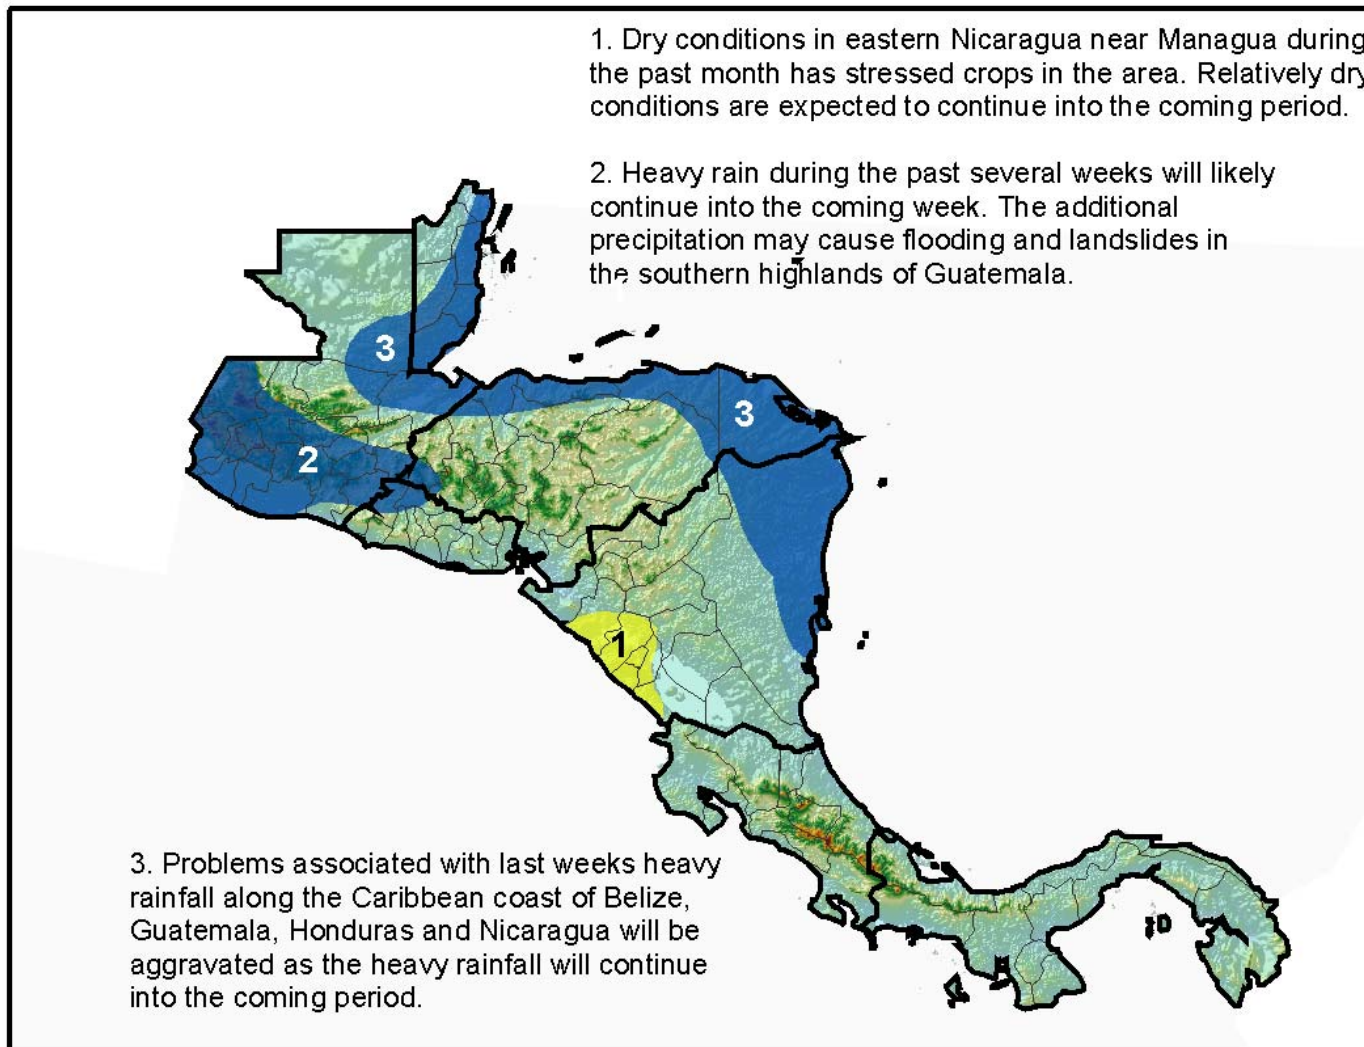 1. Dry conditions in eastern Nicaragua near Managua during
the past month has stressed crops in the area. Relatively dry
conditions are expected to continue into the coming period.
2. Heavy rain during the past several weeks will likely
continue into the coming week. The additional
precipitation may cause flooding and landslides in
the southern highlands of Guatemala.
3
3
2
1
3. Problems associated with last weeks heavy
rainfall along the Caribbean coast of Belize,
Guatemala, Honduras and Nicaragua will be
aggravated as the heavy rainfall will continue
into the coming period.